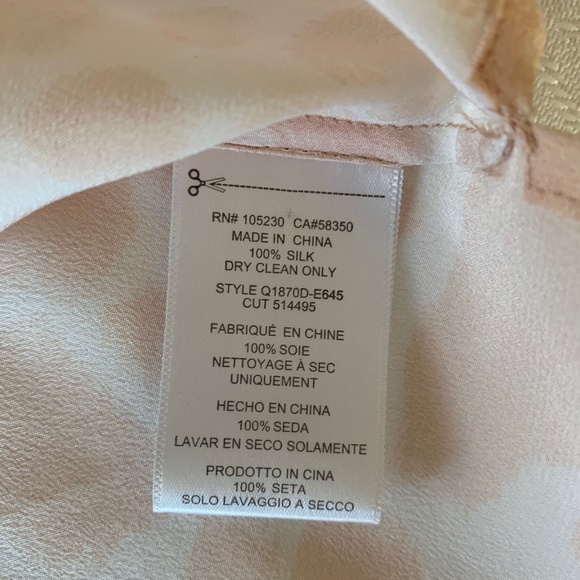 RN# 105230 CA#58350
MADE IN CHINA
100% SILK
DRY CLEAN ONLY
STYLE Q1870D-E645
CUT 514495
FABRIQUÉ EN CHINE
100% SOIE
NETTOYAGE À SEC
UNIQUEMENT
HECHO EN CHINA
100% SEDA
LAVAR EN SECO SOLAMENTE
PRODOTTO IN CINA
100% SETA
SOLO LAVAGGIO A SECCO